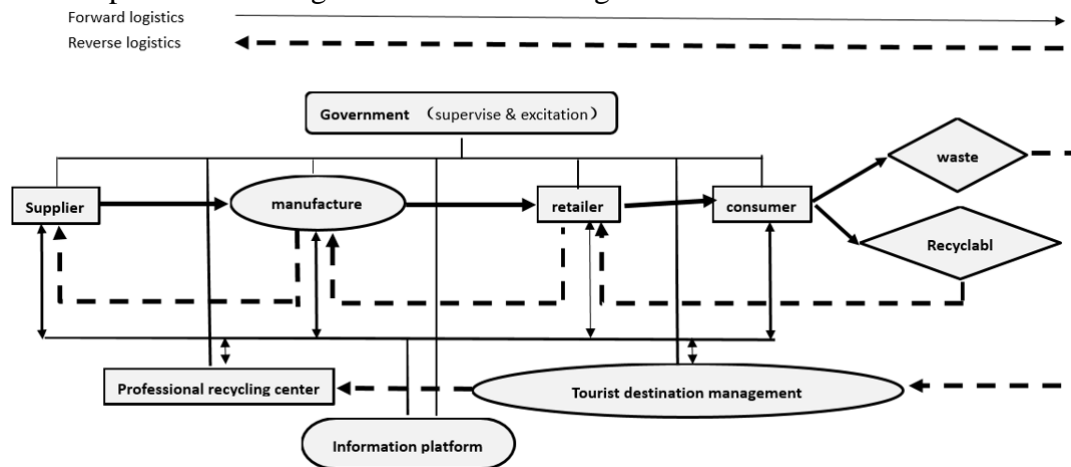 Forward logistics
Reverse logistics
Government （supervise & excitation）
waste
Supplier
manufacture
retailer
consumer
Recyclabl
Professional recycling center
Tourist destination management
Information platform